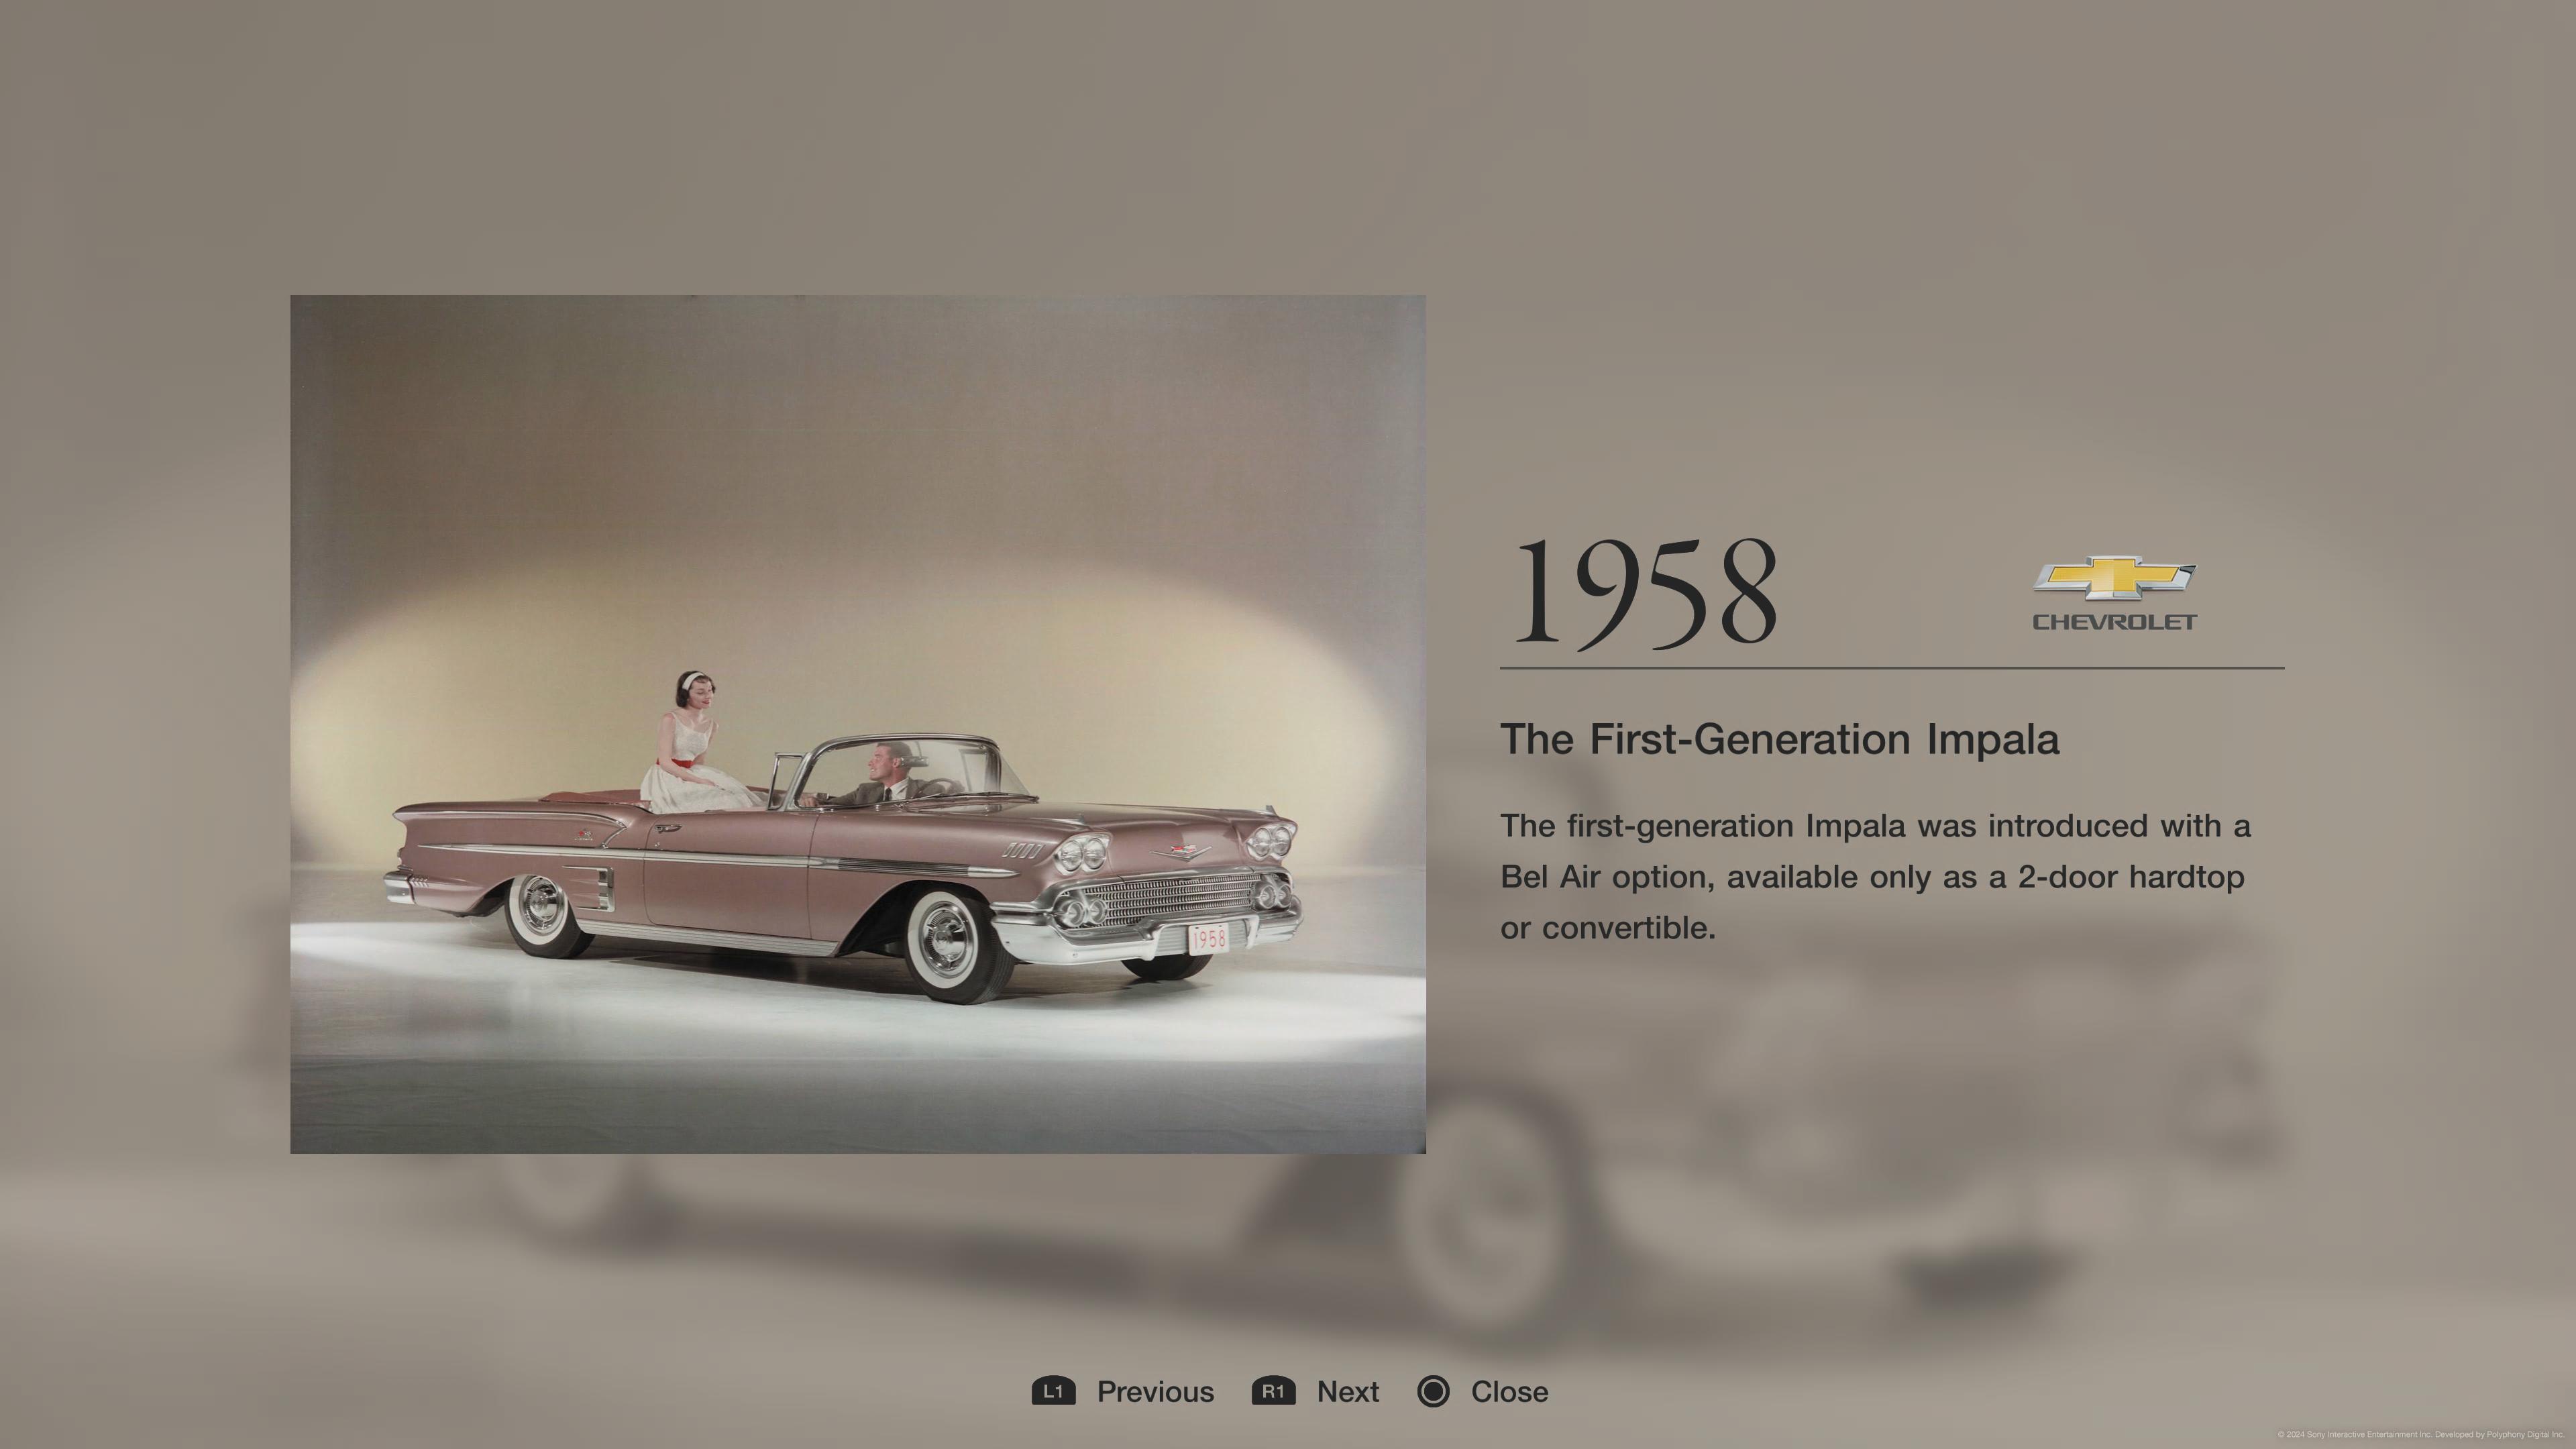 1958
CHEVROLET
The First-Generation Impala
The first-generation Impala was introduced with a
Bel Air option, available only as a 2-door hardtop
or convertible.
1958
L1 Previous R1 Next Close
© 2024 Sony Interactive Entertainment Inc. Developed by Polyphony Digital Inc.